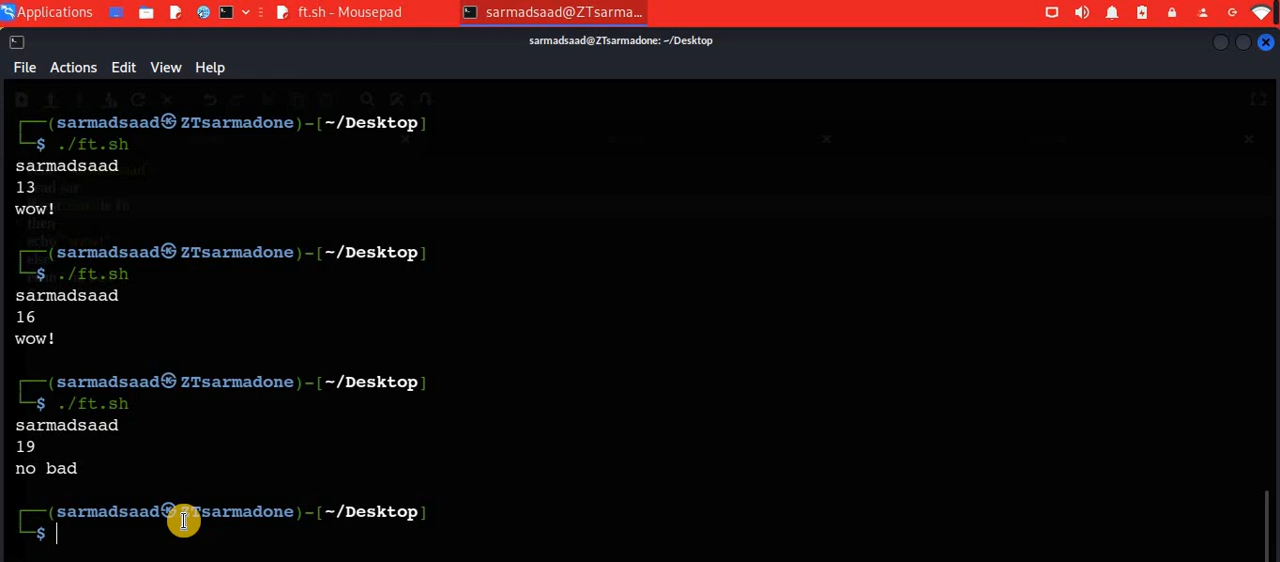 Applications
ft.sh - Mousepad
sarmadsaad@ZTsarma...
sarmadsaad@ZTsarmadone: ~/Desktop
File Actions Edit View Help
┌──(sarmadsaad㉿ZTsarmadone)-[~/Desktop]
└─$ ./ft.sh
sarmadsaad
13
wow!
┌──(sarmadsaad㉿ZTsarmadone)-[~/Desktop]
└─$ ./ft.sh
sarmadsaad
16
wow!
┌──(sarmadsaad㉿ZTsarmadone)-[~/Desktop]
└─$ ./ft.sh
sarmadsaad
19
no bad
┌──(sarmadsaad㉿ZTsarmadone)-[~/Desktop]
└─$